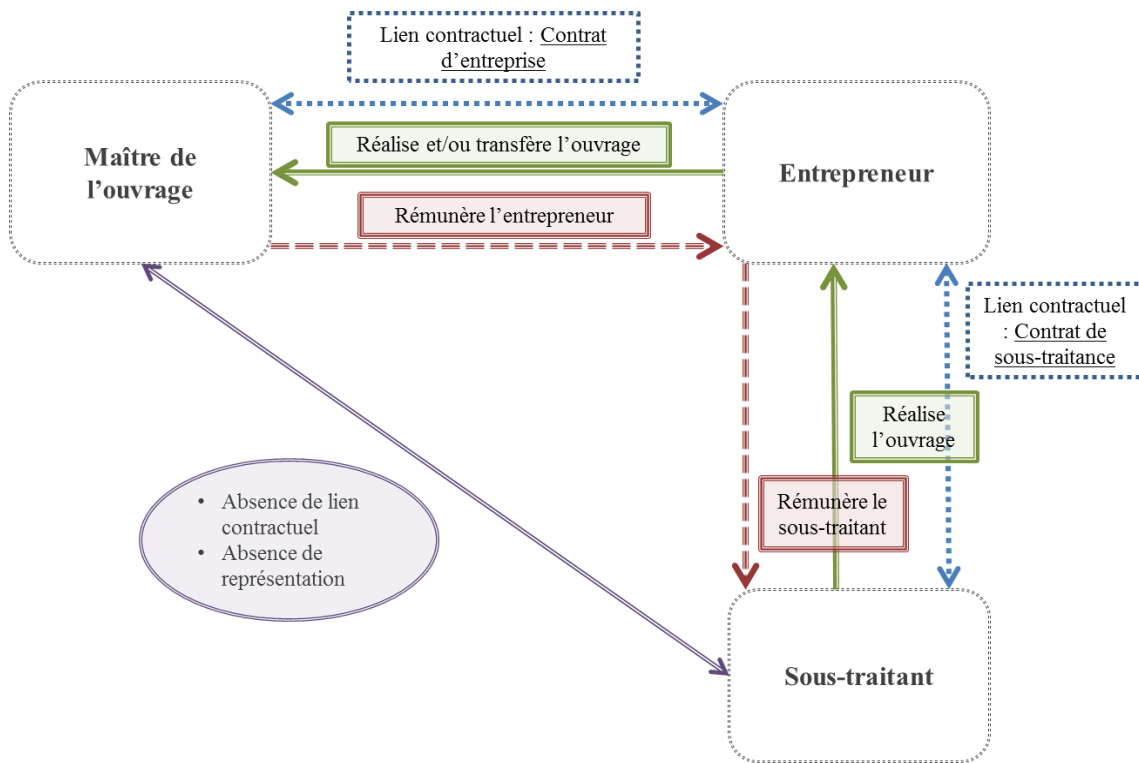 Lien contractuel : Contrat
d’entreprise
Maître de
l’ouvrage
Réalise et/ou transfère l’ouvrage
Entrepreneur
Rémunère l’entrepreneur
Lien contractuel
: Contrat de
sous-traitance
Réalise
l’ouvrage
Rémunère le
sous-traitant
• Absence de lien
contractuel
• Absence de
représentation
Sous-traitant